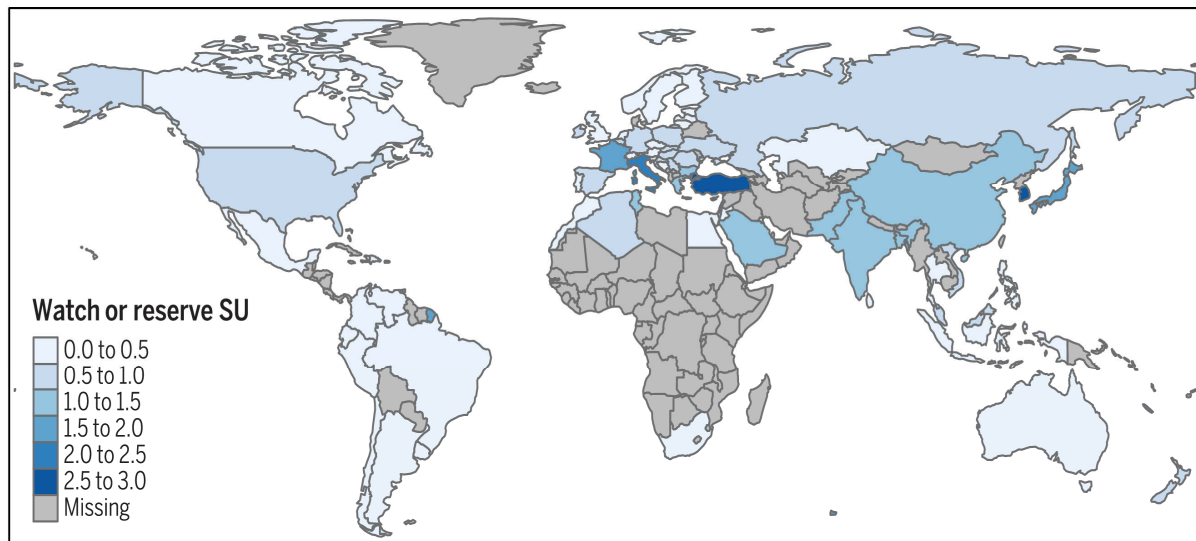 Watch or reserve SU
0.0 to 0.5
0.5 to 1.0
1.0 to 1.5
1.5 to 2.0
2.0 to 2.5
2.5 to 3.0
Missing